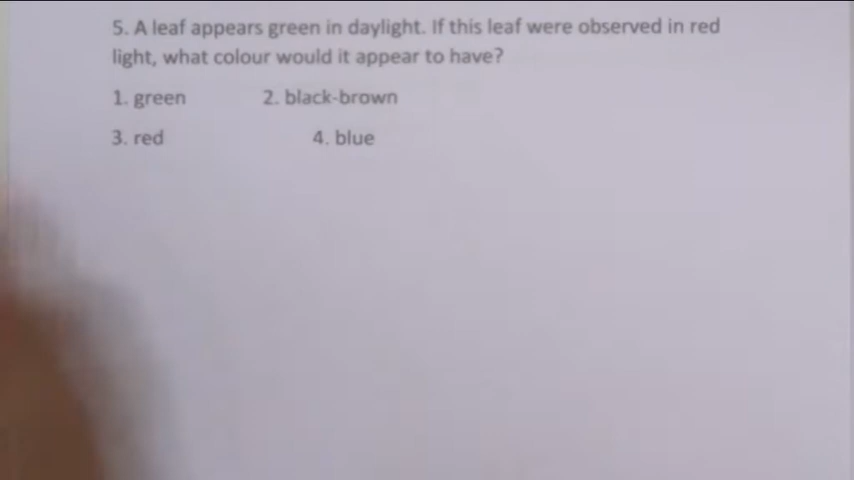 5. A leaf appears green in daylight. If this leaf were observed in red
light, what colour would it appear to have?
1. green 2. black-brown
3. red 4. blue